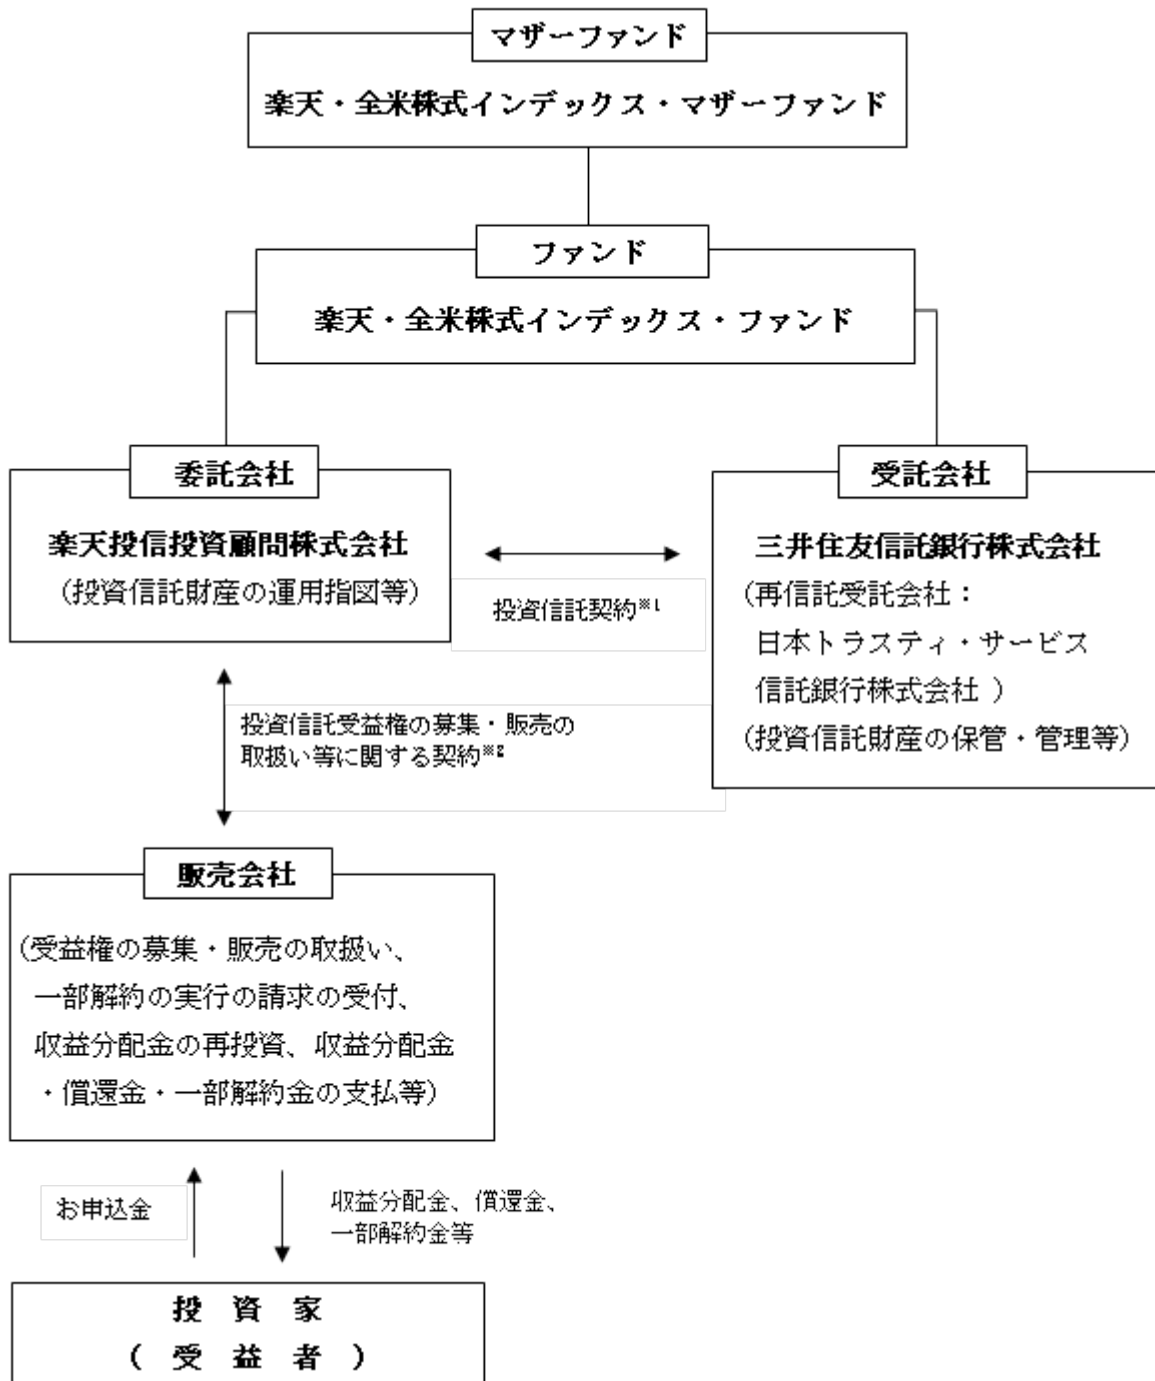 マザーファンド
楽天・全米株式インデックス・マザーファンド
ファンド
楽天・全米株式インデックス・ファンド
委託会社
楽天投信投資顧問株式会社
(投資信託財産の運用指図等)
投資信託契約※1
受託会社
三井住友信託銀行株式会社
(再信託受託会社:
日本トラスティ・サービス
信託銀行株式会社 )
(投資信託財産の保管・管理等)
投資信託受益権の募集・販売の
取扱い等に関する契約※2
販売会社
(受益権の募集・販売の取扱い、
一部解約の実行の請求の受付、
収益分配金の再投資、収益分配金
・償還金・一部解約金の支払等)
お申込金
収益分配金、償還金、
一部解約金等
投 資 家
( 受 益 者 )